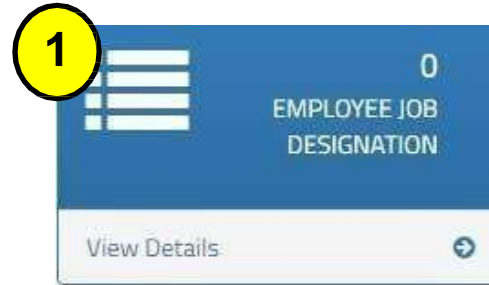 1
0
EMPLOYEE JOB
DESIGNATION
View Details